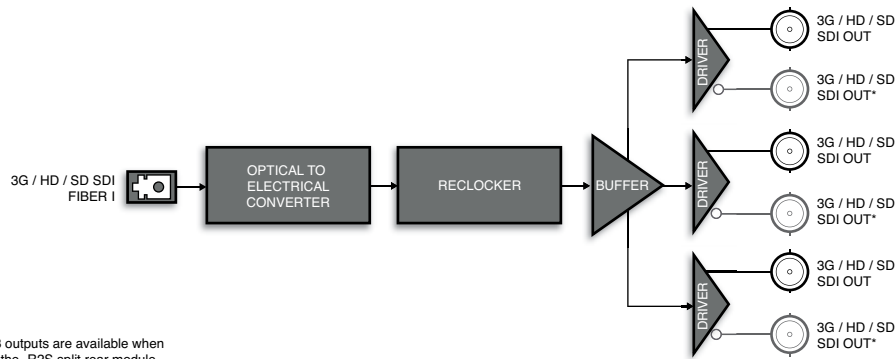 3G / HD / SD SDI
FIBER I
OPTICAL TO
ELECTRICAL
CONVERTER
RECLOCKER
BUFFER
DRIVER
3G / HD / SD
SDI OUT
3G / HD / SD
SDI OUT*
DRIVER
3G / HD / SD
SDI OUT
3G / HD / SD
SDI OUT*
DRIVER
3G / HD / SD
SDI OUT
3G / HD / SD
SDI OUT*
outputs are available when
the -R2S split rear module